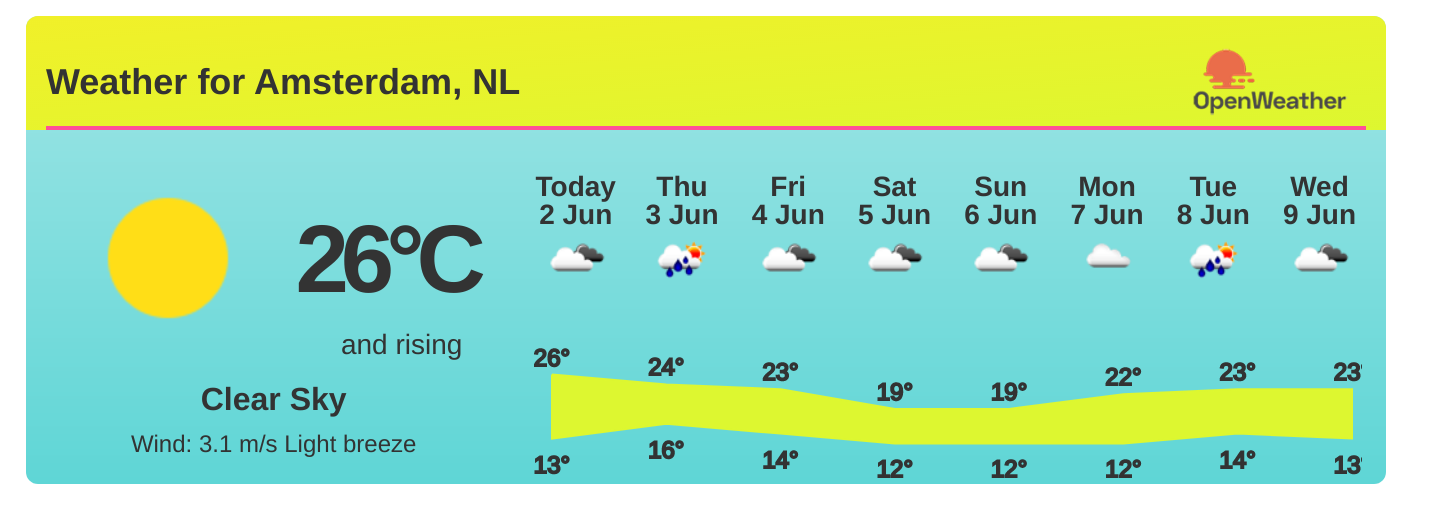 Weather for Amsterdam, NL
OpenWeather
26°C
and rising
Clear Sky
Wind: 3.1 m/s Light breeze
Today Thu Fri Sat Sun Mon Tue Wed
2 Jun 3 Jun 4 Jun 5 Jun 6 Jun 7 Jun 8 Jun 9 Jun
26° 24° 23° 19° 19° 22° 23° 23°
13° 16° 14° 12° 12° 12° 14° 13°